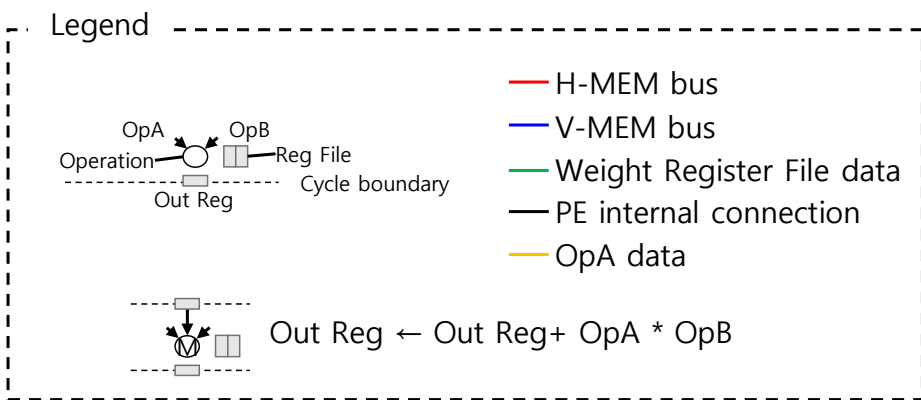 Legend
H-MEM bus
V-MEM bus
Weight Register File data
PE internal connection
OpA data
OpA OpB
Operation Reg File
Cycle boundary
Out Reg
M Out Reg ← Out Reg+ OpA * OpB